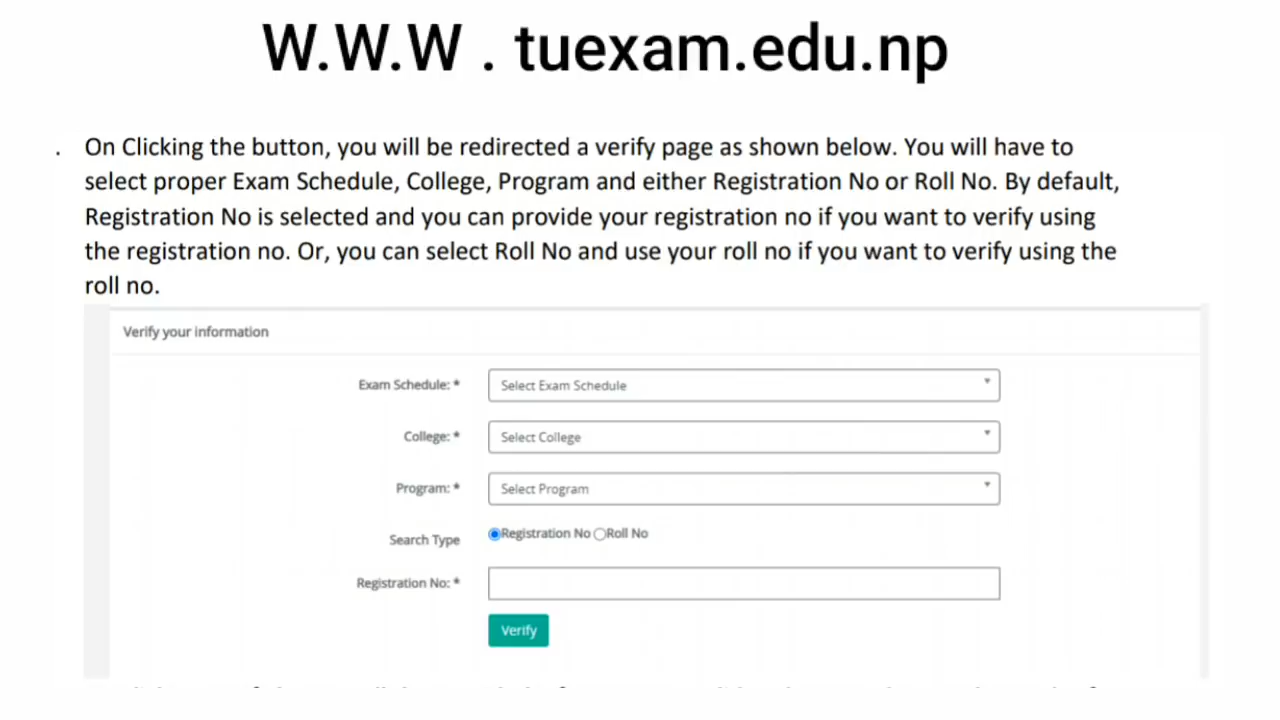 W.W.W . tuexam.edu.np
. On Clicking the button, you will be redirected a verify page as shown below. You will have to
select proper Exam Schedule, College, Program and either Registration No or Roll No. By default,
Registration No is selected and you can provide your registration no if you want to verify using
the registration no. Or, you can select Roll No and use your roll no if you want to verify using the
roll no.
Verify your information
Exam Schedule: * Select Exam Schedule
College: * Select College
Program: * Select Program
Search Type Registration No Roll No
Registration No: *
Verify